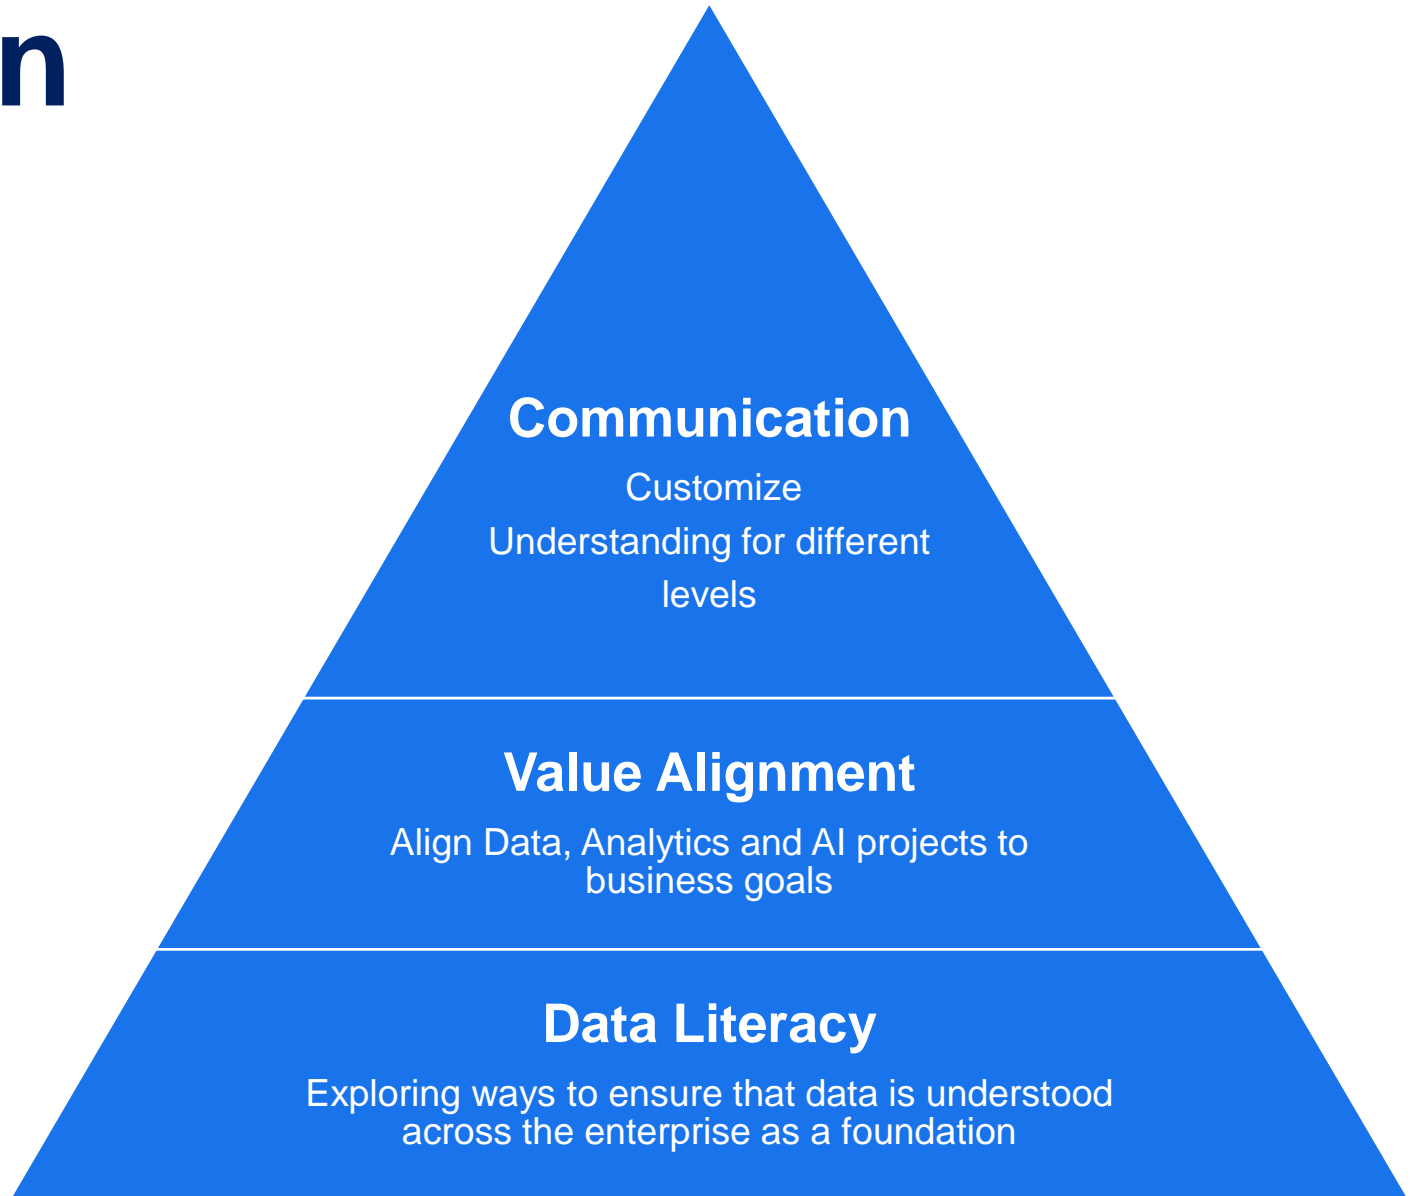 n
Communication
Customize
Understanding for different
levels
Value Alignment
Align Data, Analytics and AI projects to
business goals
Data Literacy
Exploring ways to ensure that data is understood
across the enterprise as a foundation